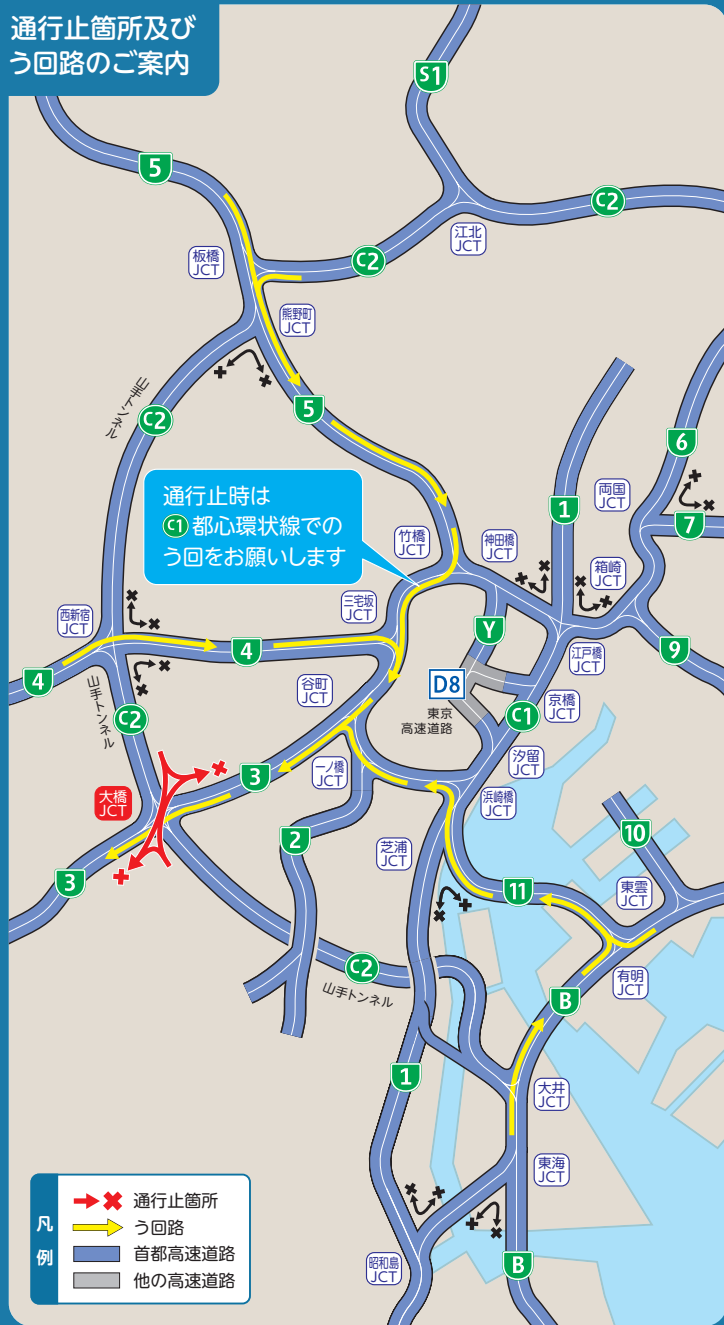 通行止箇所及び
う回路のご案内
S1
5
C2
江北
JCT
板橋
JCT
C2
熊野町
JCT
山手トンネル
C2
5
6
両国
JCT
1
7
通行止時は
C1 都心環状線での
う回をお願いします
竹橋
JCT
神田橋
JCT
箱崎
JCT
三宅坂
JCT
西新宿
JCT
4
4
Y
江戸橋
JCT
9
谷町
JCT
D8
京橋
JCT
東京
高速道路
C1
山手トンネル
C2
汐留
JCT
一ノ橋
JCT
浜崎橋
JCT
3
大橋
JCT
2
芝浦
JCT
10
3
11
東雲
JCT
C2
山手トンネル
有明
JCT
B
1
大井
JCT
東海
JCT
昭和島
JCT
B
凡例
通行止箇所
う回路
首都高速道路
他の高速道路